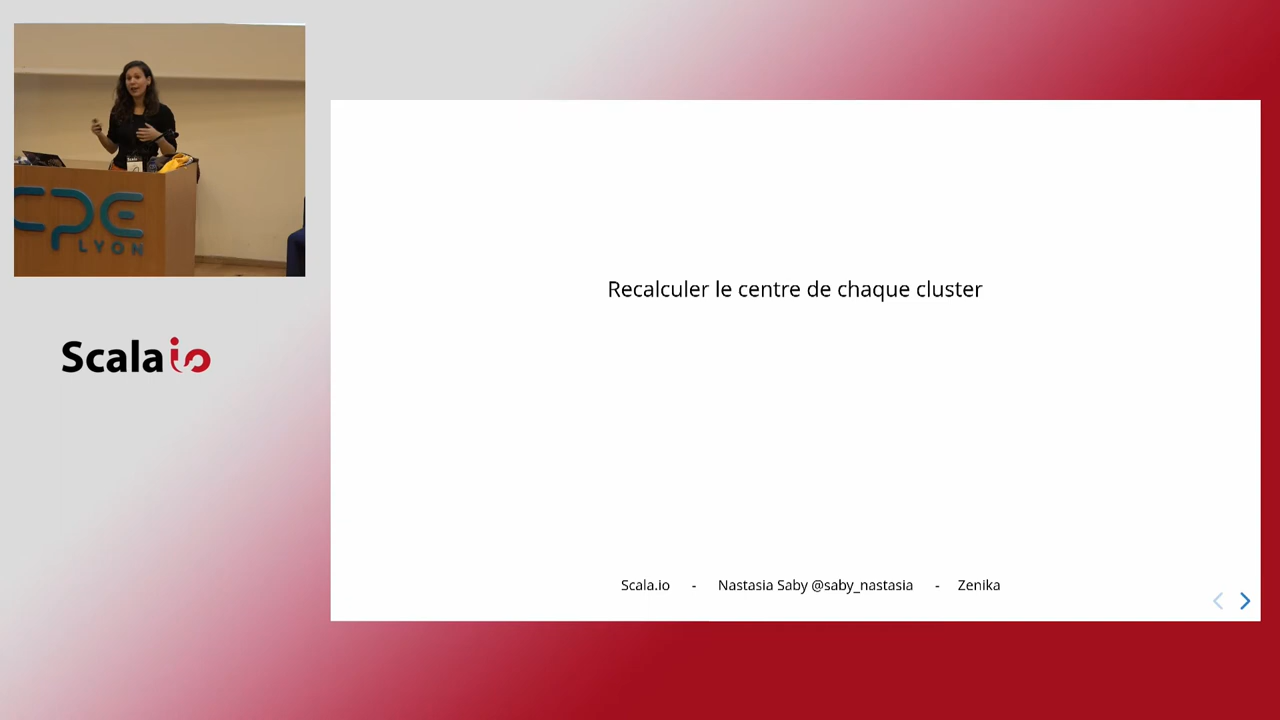 CPE
LYON
Scala io
Recalculer le centre de chaque cluster
Scala.io - Nastasia Saby @saby_nastasia - Zenika